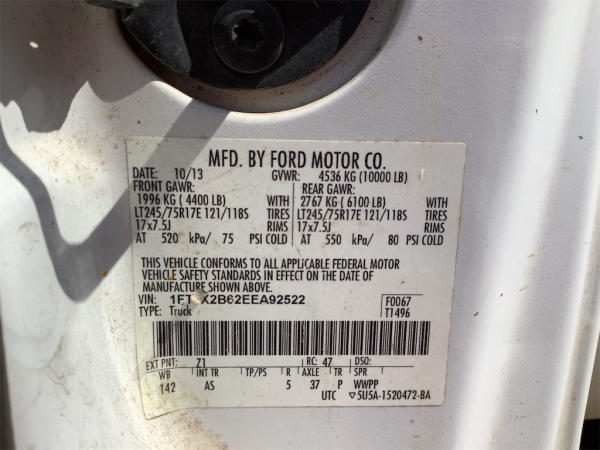 MFD. BY FORD MOTOR CO.
DATE: 10/13 GVWR: 4536 KG (10000 LB)
FRONT GAWR: REAR GAWR:
1996 KG ( 4400 LB) WITH 2767 KG ( 6100 LB) WITH
LT245/75R17E 121/118S TIRES LT245/75R17E 121/118S TIRES
17x7.5J RIMS 17x7.5J RIMS
AT 520 kPa/ 75 PSI COLD AT 550 kPa/ 80 PSI COLD
THIS VEHICLE CONFORMS TO ALL APPLICABLE FEDERAL MOTOR
VEHICLE SAFETY STANDARDS IN EFFECT ON THE DATE OF
MANUFACTURE SHOWN ABOVE.
VIN: X2B62EEA92522 F0067
TYPE: Truck T1496
EXT PNT: Z1 RC: 47 DSO:
WB INT TR TP/PS R AXLE TR SPR
142 AS 5 37 P WWPP
UTC ▽5U5A-1520472-BA